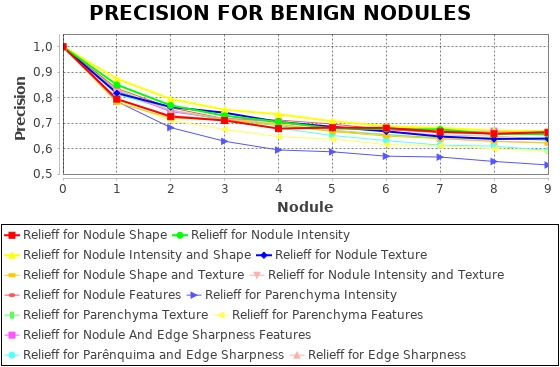 PRECISION FOR BENIGN NODULES
1,0
0,9
0,8
0,7
0,6
0,5
Precision
0 1 2 3 4 5 6 7 8 9
Nodule
Relieff for Nodule Shape Relieff for Nodule Intensity
Relieff for Nodule Intensity and Shape Relieff for Nodule Texture
Relieff for Nodule Shape and Texture Relieff for Nodule Intensity and Texture
Relieff for Nodule Features Relieff for Parenchyma Intensity
Relieff for Parenchyma Texture Relieff for Parenchyma Features
Relieff for Nodule And Edge Sharpness Features
Relieff for Parênquima and Edge Sharpness Relieff for Edge Sharpness